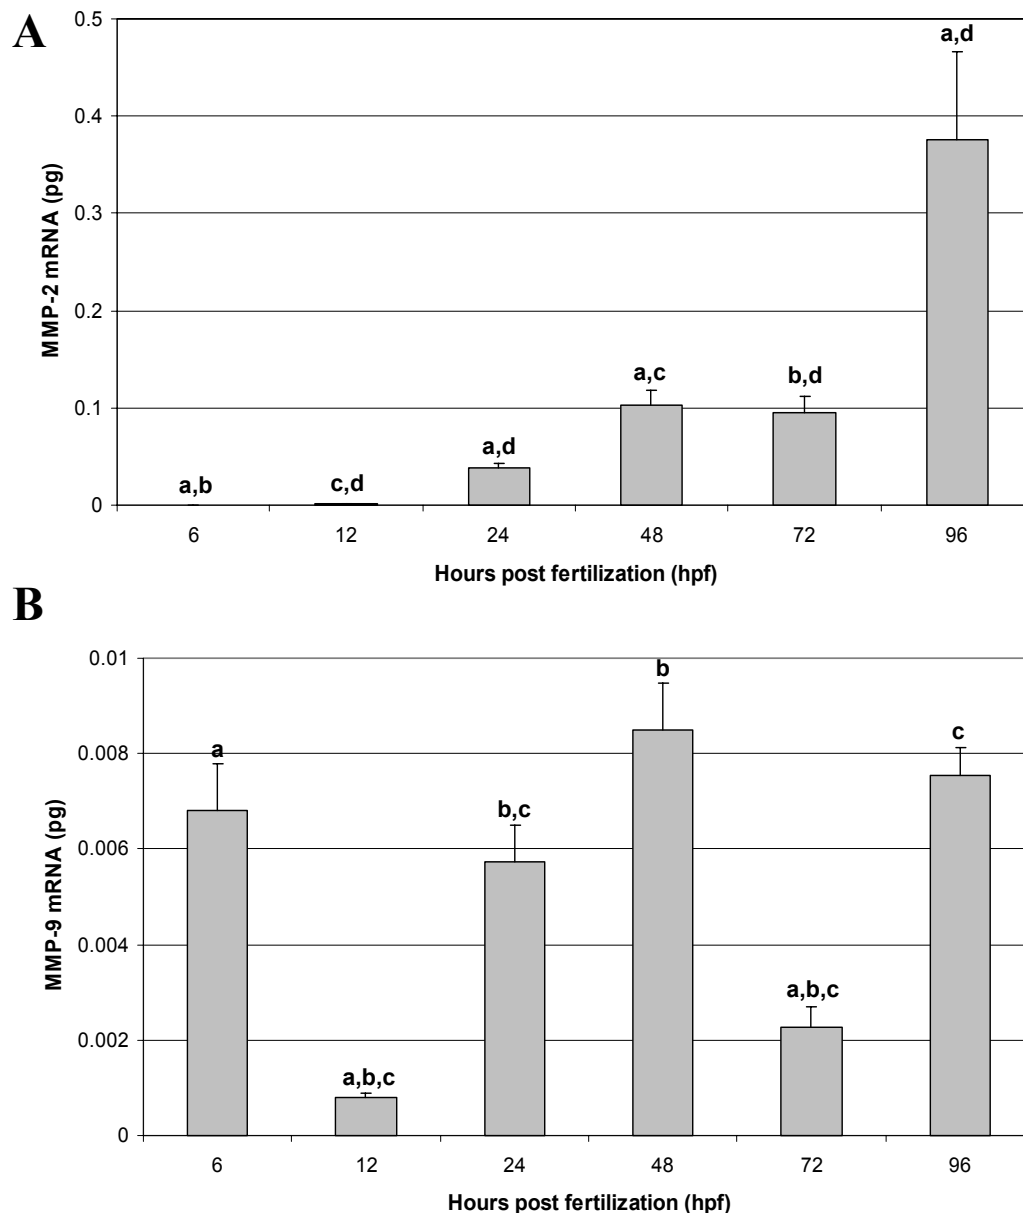 A
0.5
a,d
0.4
0.3
0.2
a,c
b,d
0.1
a,d
a,b
c,d
0
MMP-2 mRNA (pg)
6 12 24 48 72 96
Hours post fertilization (hpf)
B
0.01
b
a
0.008
c
b,c
0.006
0.004
a,b,c
0.002
a,b,c
0
MMP-9 mRNA (pg)
6 12 24 48 72 96
Hours post fertilization (hpf)